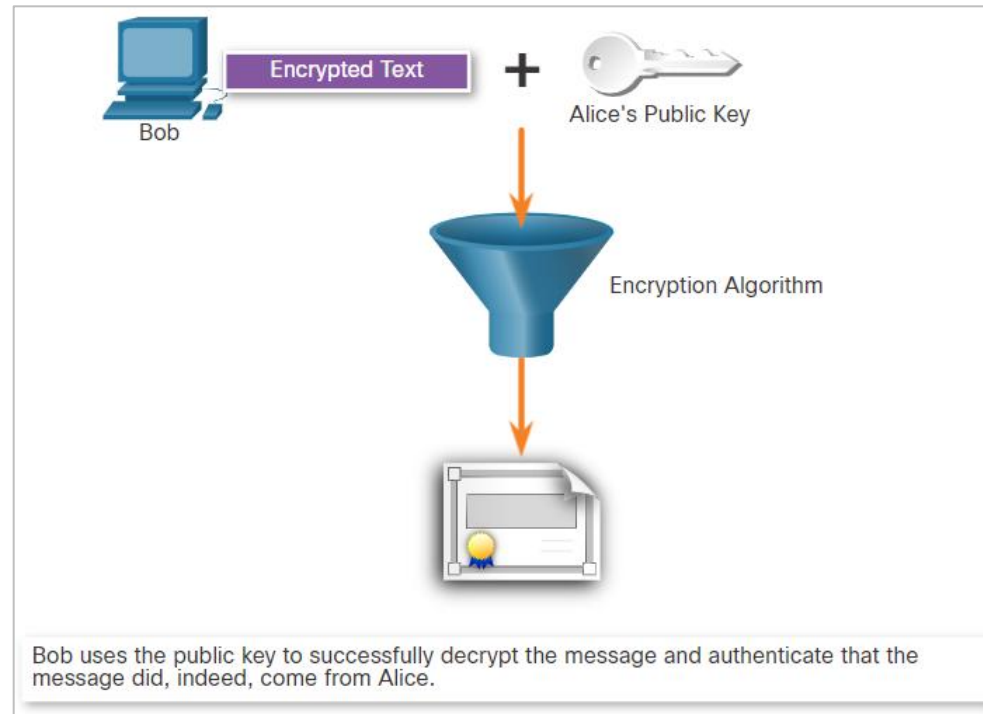 Encrypted Text
Alice's Public Key
Bob
Encryption Algorithm
Bob uses the public key to successfully decrypt the message and authenticate that the
message did, indeed, come from Alice.